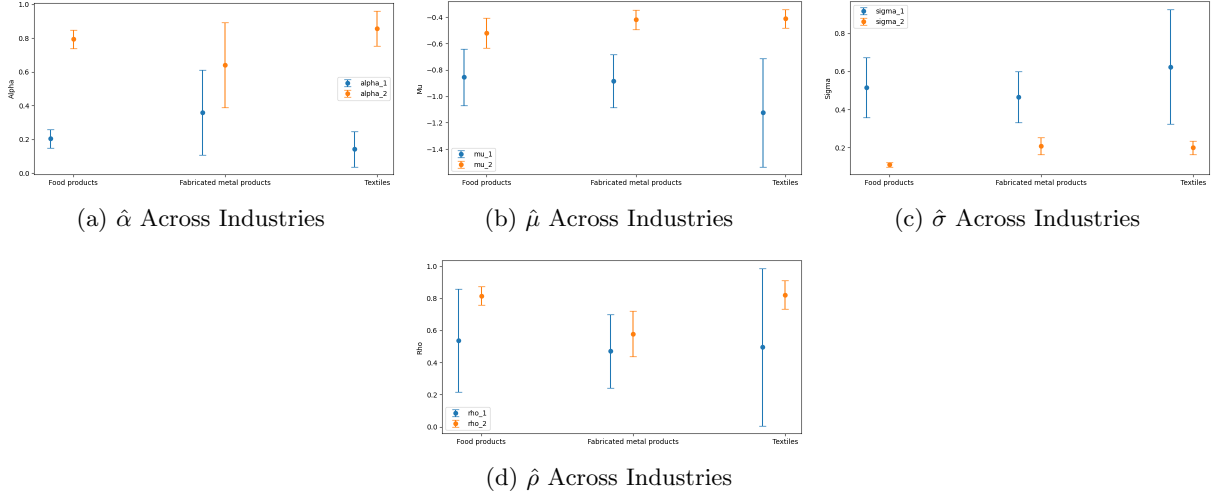 1.0
0.8
0.6
0.4
0.2
0.0
Alpha
alpha_1
alpha_2
Food products
Fabricated metal products
Textiles
(a) α̂ Across Industries
−0.4
−0.6
−0.8
−1.0
−1.2
−1.4
Mu
mu_1
mu_2
Food products
Fabricated metal products
Textiles
(b) μ̂ Across Industries
sigma_1
sigma_2
0.8
0.6
0.4
0.2
Sigma
Food products
Fabricated metal products
Textiles
(c) σ̂ Across Industries
1.0
0.8
0.6
0.4
0.2
0.0
Rho
rho_1
rho_2
Food products
Fabricated metal products
Textiles
(d) ρ̂ Across Industries